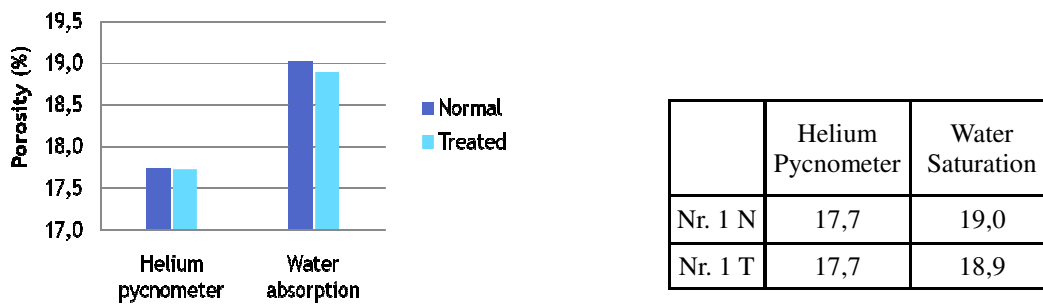 Porosity (%)
19,5
19,0
18,5
18,0
17,5
17,0
Helium
pycnometer
Water
absorption
Normal
Treated
Helium
Pycnometer
Water
Saturation
Nr. 1 N 17,7 19,0
Nr. 1 T 17,7 18,9